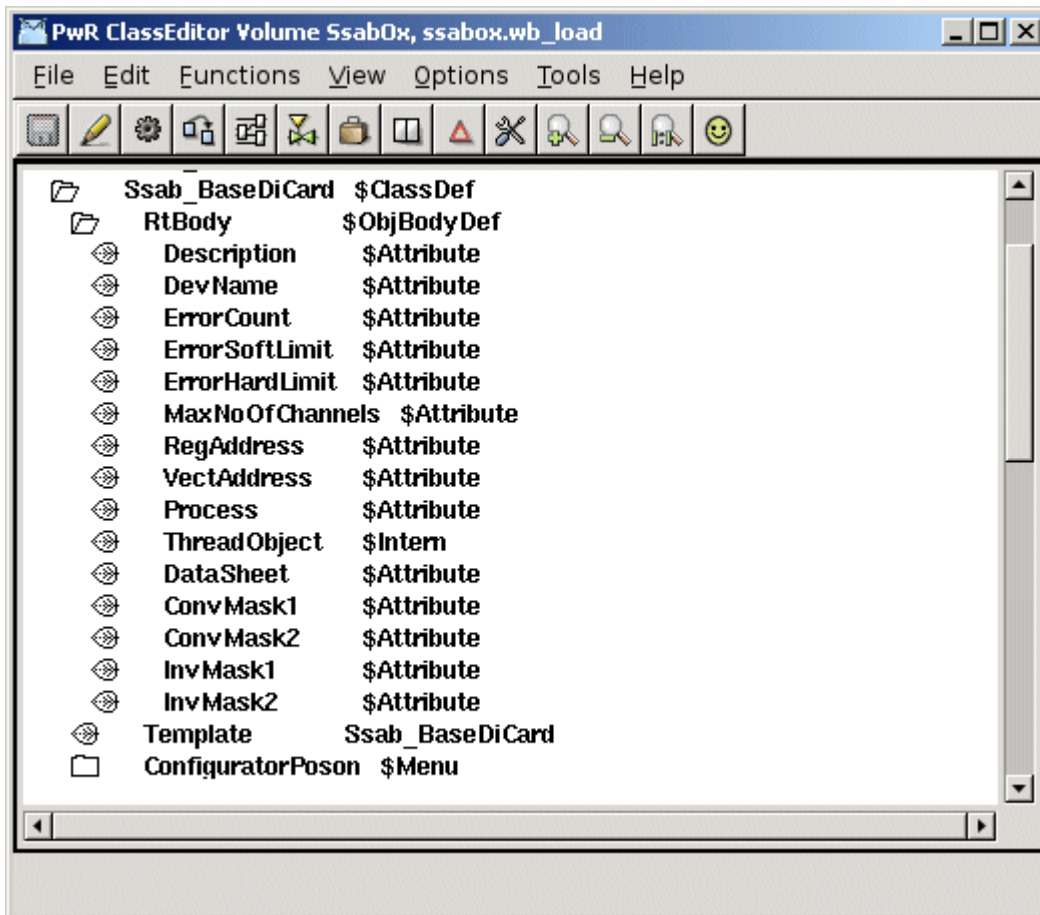 PwR ClassEditor Volume SsabOx, ssabox.wb_load
File Edit Functions View Options Tools Help
Ssab_BaseDiCard $ClassDef
RtBody $ObjBodyDef
Description $Attribute
DevName $Attribute
ErrorCount $Attribute
ErrorSoftLimit $Attribute
ErrorHardLimit $Attribute
MaxNoOfChannels $Attribute
RegAddress $Attribute
VectAddress $Attribute
Process $Attribute
ThreadObject $Intern
DataSheet $Attribute
ConvMask1 $Attribute
ConvMask2 $Attribute
InvMask1 $Attribute
InvMask2 $Attribute
Template Ssab_BaseDiCard
ConfiguratorPoson $Menu